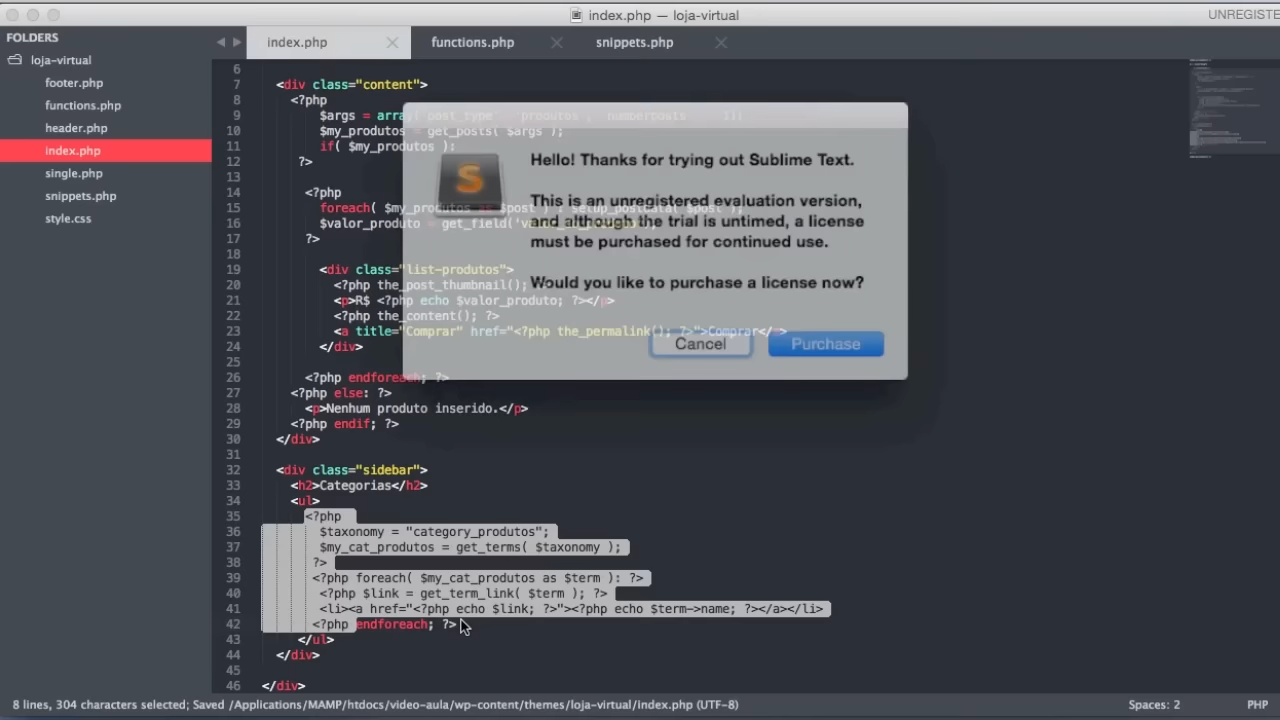 index.php — loja-virtual
UNREGISTE
FOLDERS
loja-virtual
footer.php
functions.php
header.php
index.php
single.php
snippets.php
style.css
index.php
functions.php
snippets.php
6
7 <div class="content">
8 <?php
9 $args = array( 'post_type' 'produtos', 'numberposts'
10 $my_produtos = get_posts( $args );
11 if( $my_produtos ):
12 ?>
13
14 <?php
15 foreach( $my_produtos as $post ) : setup_postdata( $post );
16 $valor_produto = get_field('
17 ?>
18
19 <div class="list-produtos">
20 <?php the_post_thumbnail();
21 <p>R$ <?php echo $valor_produto; ?></p>
22 <?php the_content(); ?>
23 <a title="Comprar" href="<?php the_permalink(); ?>">Comprar</a>
24 </div>
25
26 <?php endforeach; ?>
27 <?php else: ?>
28 <p>Nenhum produto inserido.</p>
29 <?php endif; ?>
30 </div>
31
32 <div class="sidebar">
33 <h2>Categorias</h2>
34 <ul>
35 <?php
36 $taxonomy = "category_produtos";
37 $my_cat_produtos = get_terms( $taxonomy );
38 ?>
39 <?php foreach( $my_cat_produtos as $term ): ?>
40 <?php $link = get_term_link( $term ); ?>
41 <li><a href="<?php echo $link; ?>"><?php echo $term->name; ?></a></li>
42 <?php endforeach; ?>
43 </ul>
44 </div>
45
46 </div>
Hello! Thanks for trying out Sublime Text.
This is an unregistered evaluation version,
and although the trial is untimed, a license
must be purchased for continued use.
Would you like to purchase a license now?
Cancel
Purchase
8 lines, 304 characters selected; Saved /Applications/MAMP/htdocs/video-aula/wp-content/themes/loja-virtual/index.php (UTF-8)
Spaces: 2
PHP